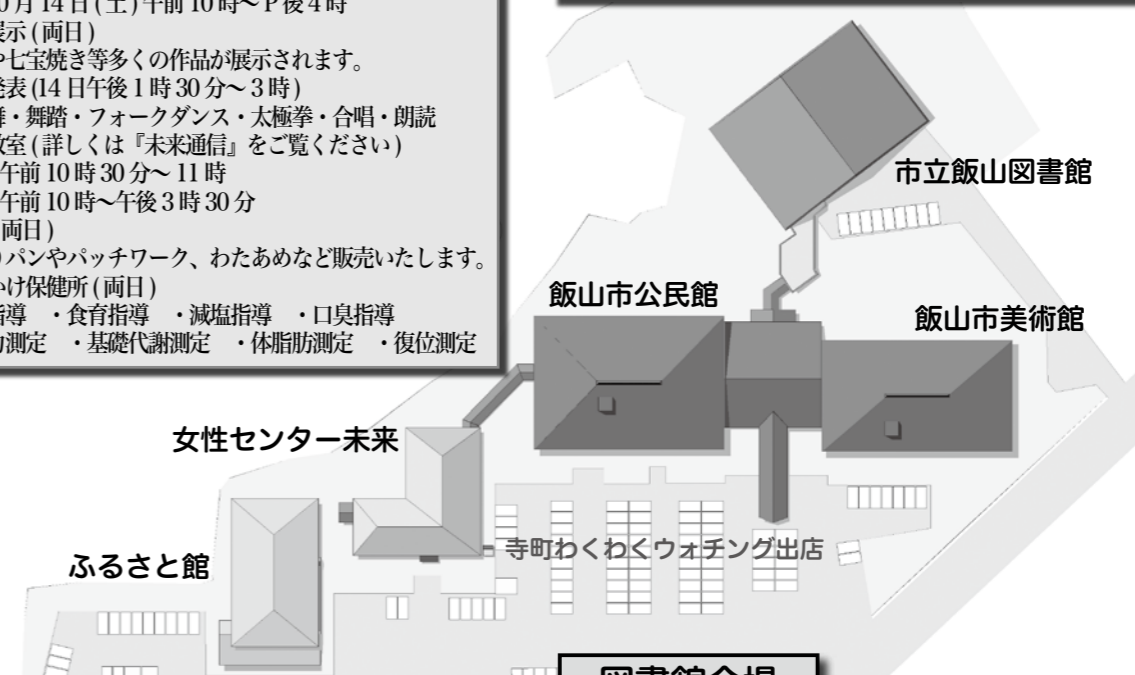 0月14日(土)午前10時～P後4時
展示(両日)
や七宝焼き等多くの作品が展示されます。
発表(14日午後1時30分～3時)
舞・舞踏・フォークダンス・太極拳・合唱・朗読
教室(詳しくは『未来通信』をご覧ください)
午前10時30分～11時
午前10時～午後3時30分
両日)
パンやパッチワーク、わたあめなど販売いたします。
かけ保健所(両日)
指導 ・食育指導 ・減塩指導 ・口臭指導
力測定 ・基礎代謝測定 ・体脂肪測定 ・復位測定
市立飯山図書館
飯山市公民館
飯山市美術館
女性センター未来
寺町わくわくウォチング出店
ふるさと館
図書館会場